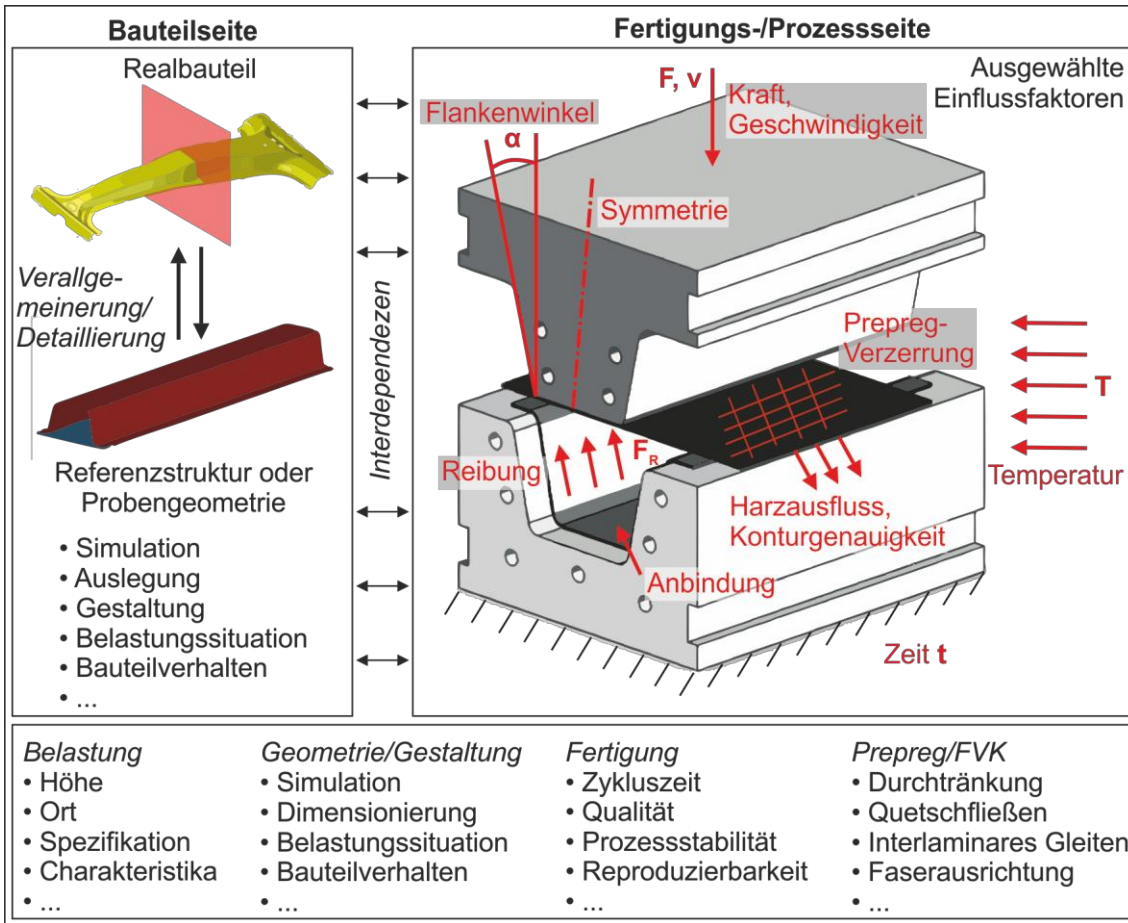 Bauteilseite
Realbauteil
Verallge-
meinerung/
Detaillierung
Referenzstruktur oder
Probengeometrie
• Simulation
• Auslegung
• Gestaltung
• Belastungssituation
• Bauteilverhalten
• ...
Interdependezen
Fertigungs-/Prozessseite
Ausgewählte
Einflussfaktoren
F, v
Kraft,
Geschwindigkeit
Flankenwinkel
α
Symmetrie
Prepreg-
Verzerrung
T
Temperatur
Reibung
F_R
Harzausfluss,
Konturgenauigkeit
Anbindung
Zeit t
Belastung
• Höhe
• Ort
• Spezifikation
• Charakteristika
• ...
Geometrie/Gestaltung
• Simulation
• Dimensionierung
• Belastungssituation
• Bauteilverhalten
• ...
Fertigung
• Zykluszeit
• Qualität
• Prozessstabilität
• Reproduzierbarkeit
• ...
Prepreg/FVK
• Durchtränkung
• Quetschfließen
• Interlaminares Gleiten
• Faserausrichtung
• ...